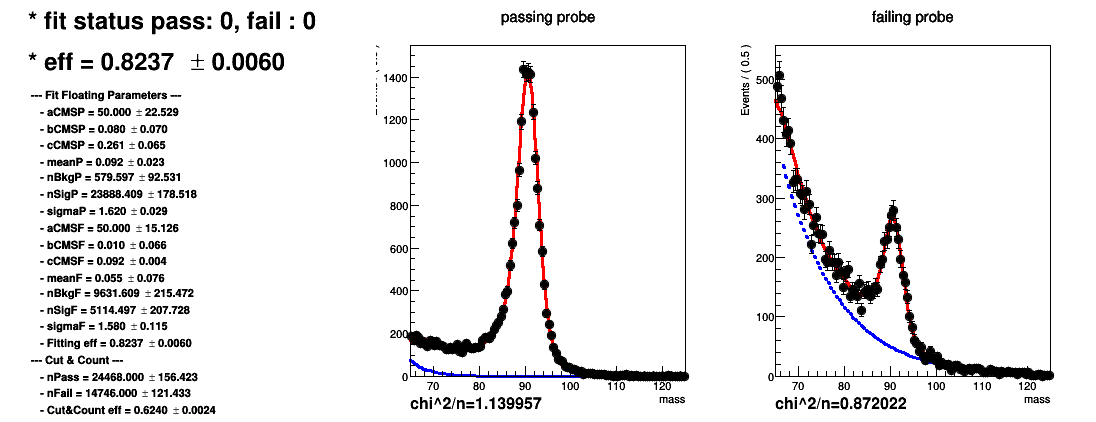 * fit status pass: 0, fail : 0
* eff = 0.8237 ± 0.0060
--- Fit Floating Parameters ---
- aCMSP = 50.000 ± 22.529
- bCMSP = 0.080 ± 0.070
- cCMSP = 0.261 ± 0.065
- meanP = 0.092 ± 0.023
- nBkgP = 579.597 ± 92.531
- nSigP = 23888.409 ± 178.518
- sigmaP = 1.620 ± 0.029
- aCMSF = 50.000 ± 15.126
- bCMSF = 0.010 ± 0.066
- cCMSF = 0.092 ± 0.004
- meanF = 0.055 ± 0.076
- nBkgF = 9631.609 ± 215.472
- nSigF = 5114.497 ± 207.728
- sigmaF = 1.580 ± 0.115
- Fitting eff = 0.8237 ± 0.0060
--- Cut & Count ---
- nPass = 24468.000 ± 156.423
- nFail = 14746.000 ± 121.433
- Cut&Count eff = 0.6240 ± 0.0024
passing probe
1400
1200
1000
800
600
400
200
0
70 80 90 100 110 120
mass
chi^2/n=1.139957
failing probe
Events / ( 0.5 )
500
400
300
200
100
0
70 80 90 100 110 120
mass
chi^2/n=0.872022